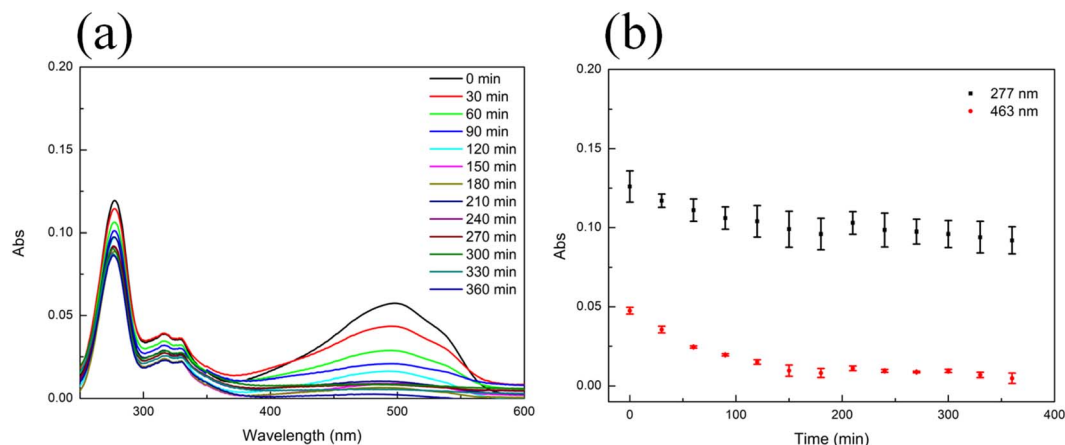 (a)
0.20
0.15
0.10
0.05
0.00
Abs
300
400
500
600
Wavelength (nm)
0 min
30 min
60 min
90 min
120 min
150 min
180 min
210 min
240 min
270 min
300 min
330 min
360 min
(b)
0.20
0.15
0.10
0.05
0.00
Abs
0
100
200
300
400
Time (min)
277 nm
463 nm